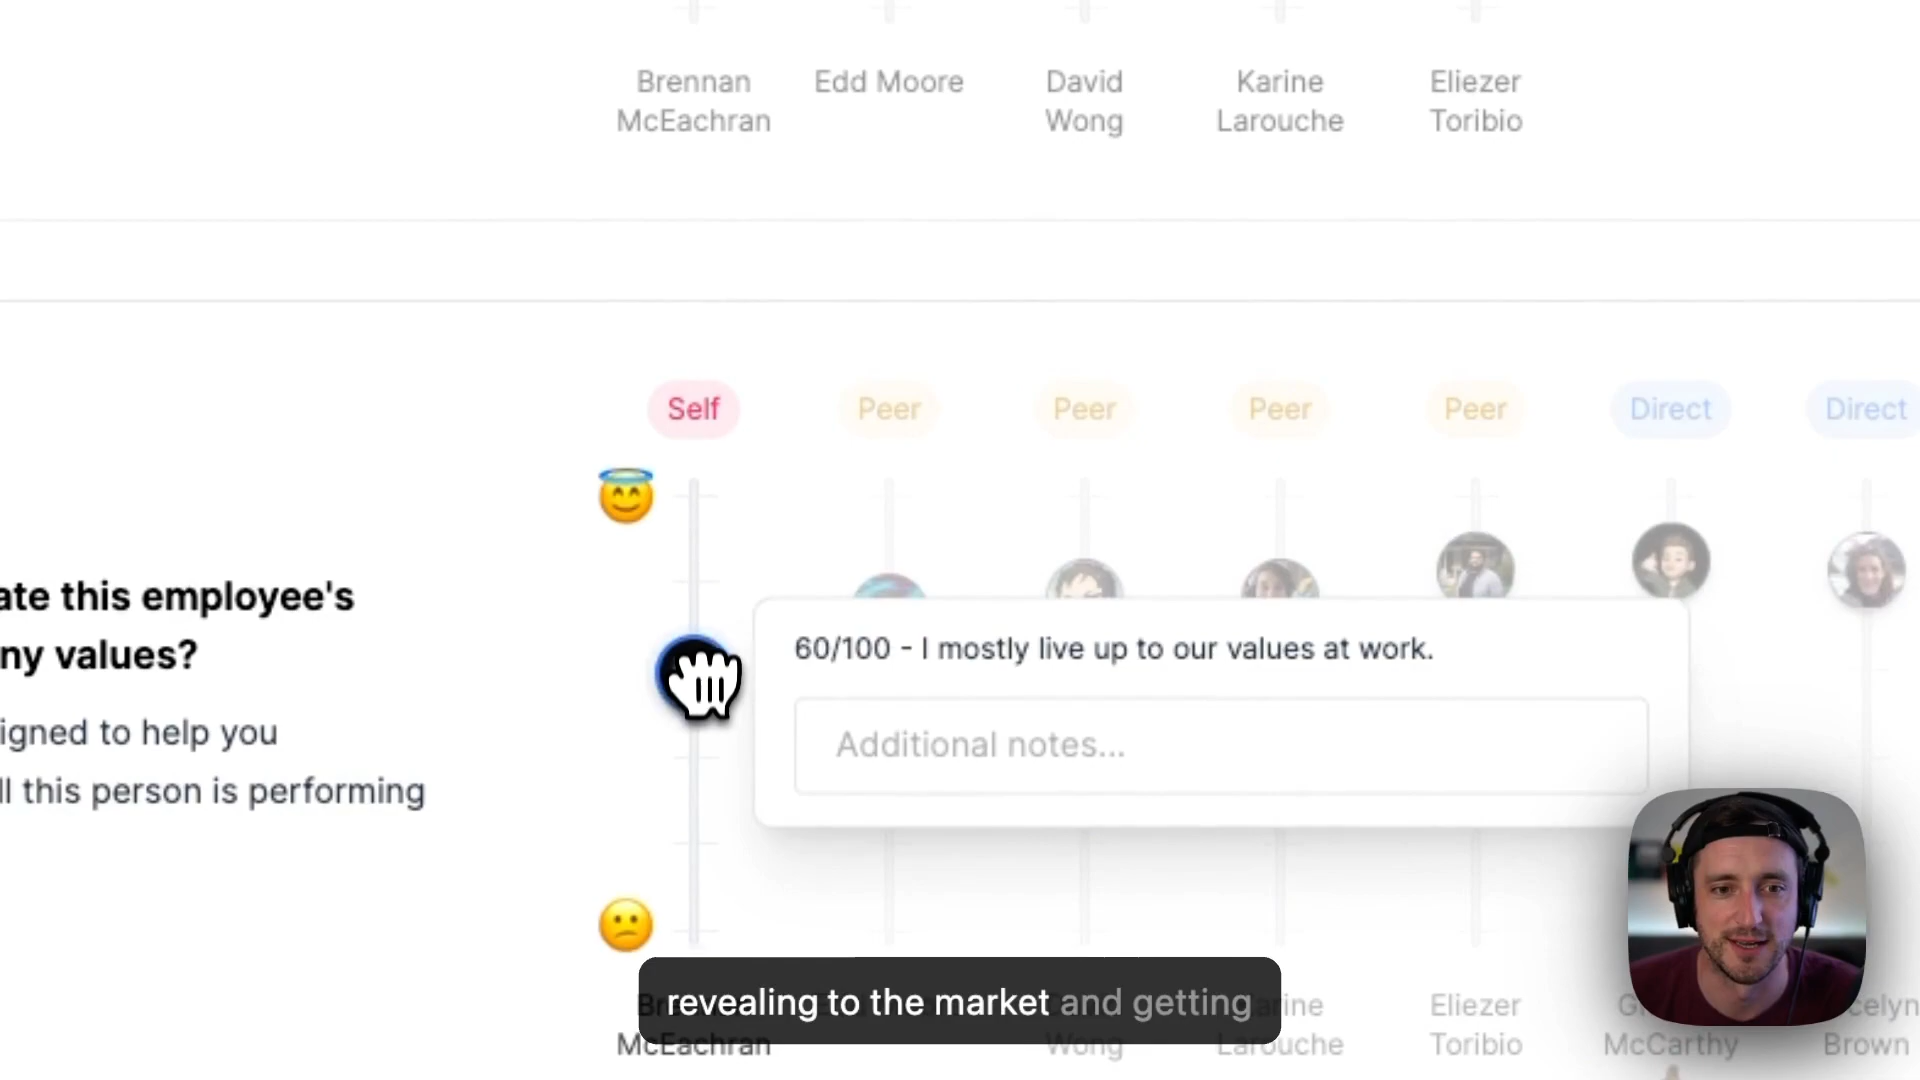 Brennan
McEachran
Edd Moore
David
Wong
Karine
Larouche
Eliezer
Toribio
Self
Peer
Peer
Peer
Peer
Direct
Direct
ate this employee's
ny values?
igned to help you
ll this person is performing
60/100 - I mostly live up to our values at work.
Additional notes...
revealing to the market and getting
McEachran
Wong
Larouche
Eliezer
Toribio
McCarthy
Brown